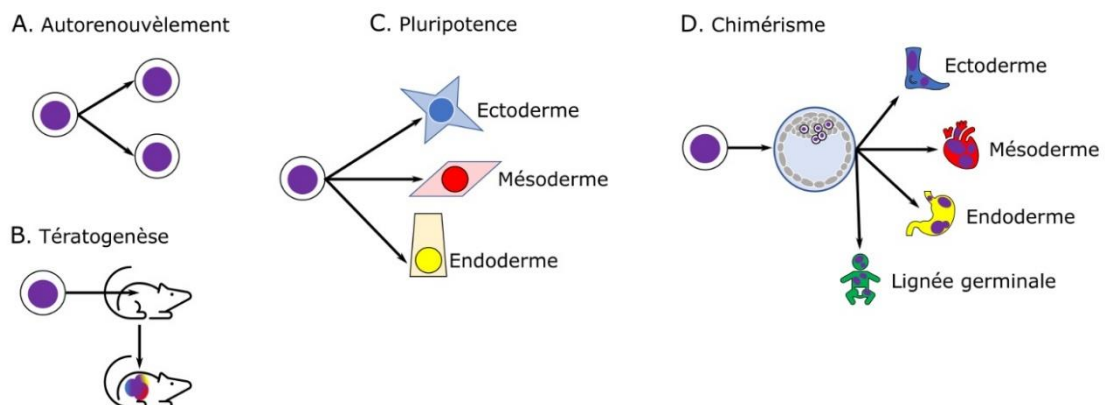 A. Autorenouvèlement
C. Pluripotence
Ectoderme
Mésoderme
Endoderme
D. Chimérisme
Ectoderme
Mésoderme
Endoderme
Lignée germinale
B. Tératogenèse